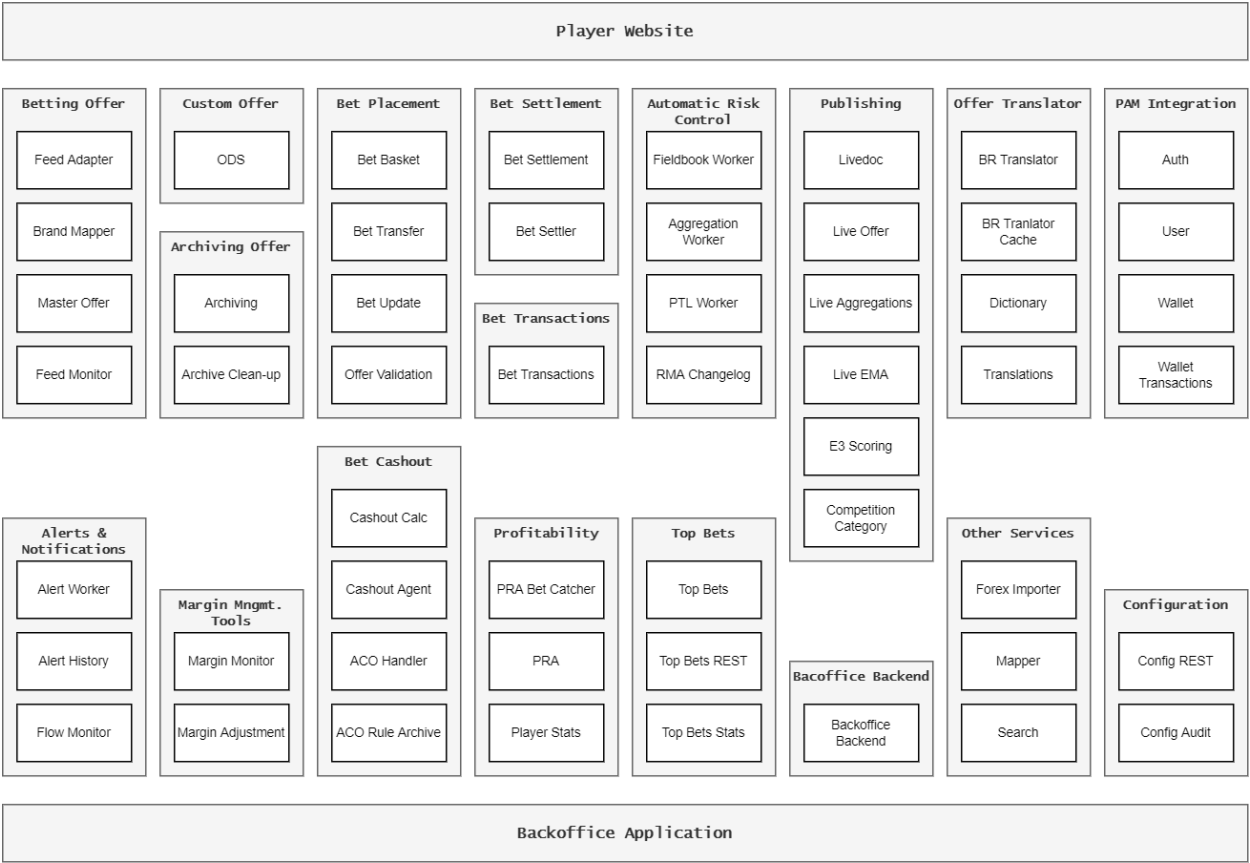 Player Website
Betting Offer
Feed Adapter
Brand Mapper
Master Offer
Feed Monitor
Custom Offer
ODS
Archiving Offer
Archiving
Archive Clean-up
Bet Placement
Bet Basket
Bet Transfer
Bet Update
Offer Validation
Bet Settlement
Bet Settlement
Bet Settler
Bet Transactions
Bet Transactions
Automatic Risk
Control
Fieldbook Worker
Aggregation
Worker
PTL Worker
RMA Changelog
Publishing
Livedoc
Live Offer
Live Aggregations
Live EMA
E3 Scoring
Competition
Category
Offer Translator
BR Translator
BR Tranlator
Cache
Dictionary
Translations
PAM Integration
Auth
User
Wallet
Wallet
Transactions
Alerts &
Notifications
Alert Worker
Alert History
Flow Monitor
Margin Mngmt.
Tools
Margin Monitor
Margin Adjustment
Bet Cashout
Cashout Calc
Cashout Agent
ACO Handler
ACO Rule Archive
Profitability
PRA Bet Catcher
PRA
Player Stats
Top Bets
Top Bets
Top Bets REST
Top Bets Stats
Bacoffice Backend
Backoffice
Backend
Other Services
Forex Importer
Mapper
Search
Configuration
Config REST
Config Audit
Backoffice Application